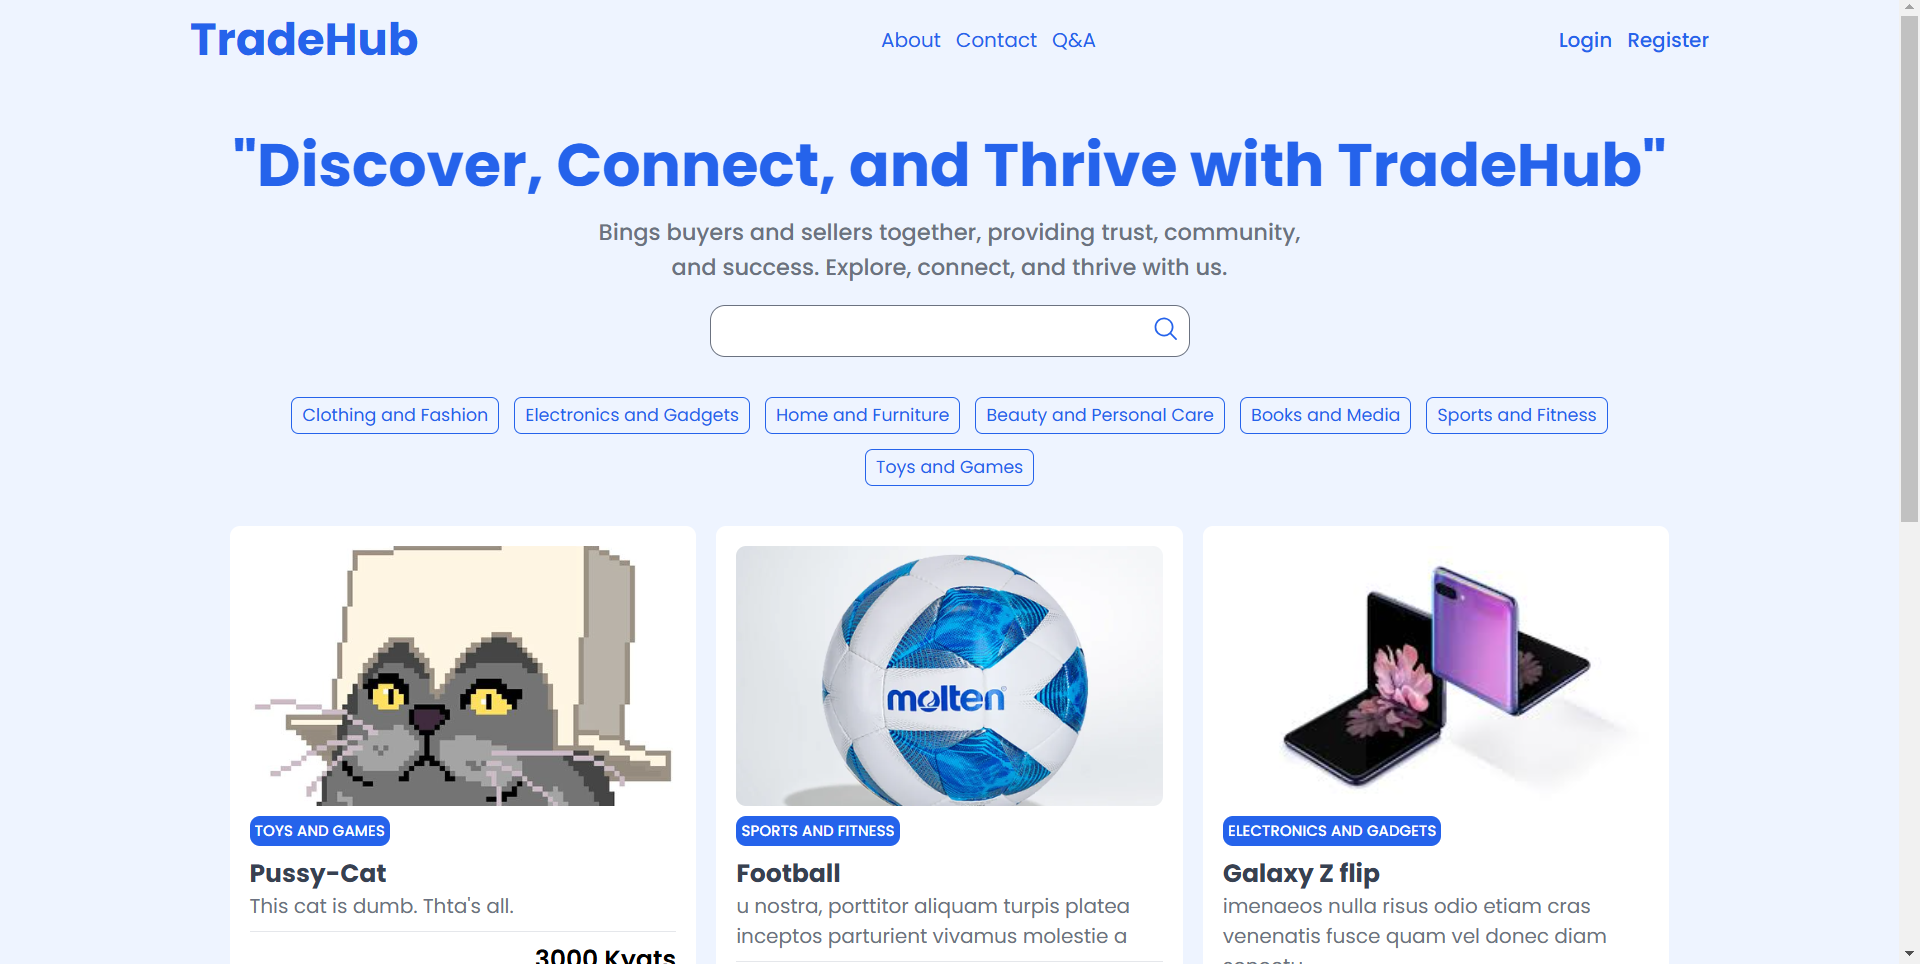 TradeHub
About Contact Q&A
Login Register
"Discover, Connect, and Thrive with TradeHub"
Bings buyers and sellers together, providing trust, community,
and success. Explore, connect, and thrive with us.
Clothing and Fashion
Electronics and Gadgets
Home and Furniture
Beauty and Personal Care
Books and Media
Sports and Fitness
Toys and Games
TOYS AND GAMES
Pussy-Cat
This cat is dumb. Thta's all.
3000 Kyats
molten
SPORTS AND FITNESS
Football
u nostra, porttitor aliquam turpis platea
inceptos parturient vivamus molestie a
ELECTRONICS AND GADGETS
Galaxy Z flip
imenaeos nulla risus odio etiam cras
venenatis fusce quam vel donec diam